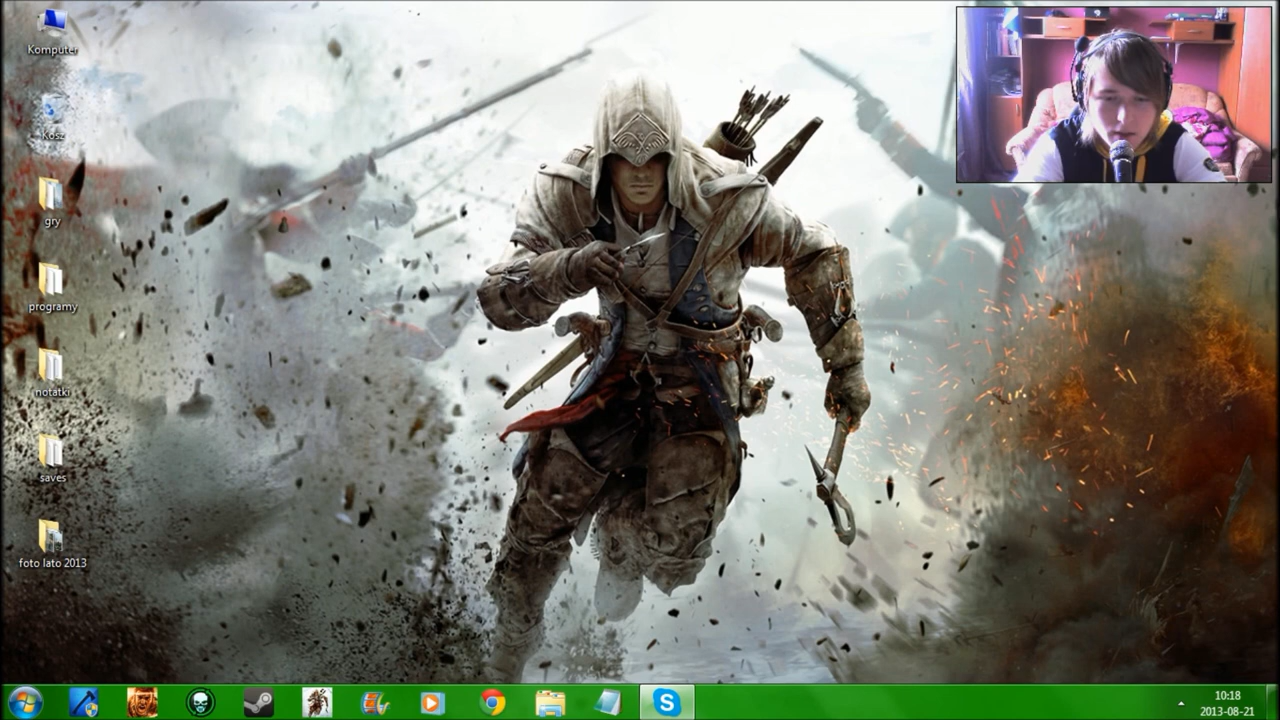 Komputer
Kosz
gry
programy
notatki
saves
foto lato 2013
10:18
2013-08-21